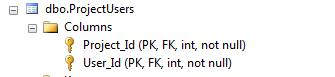 dbo.ProjectUsers
Columns
Project_Id (PK, FK, int, not null)
User_Id (PK, FK, int, not null)